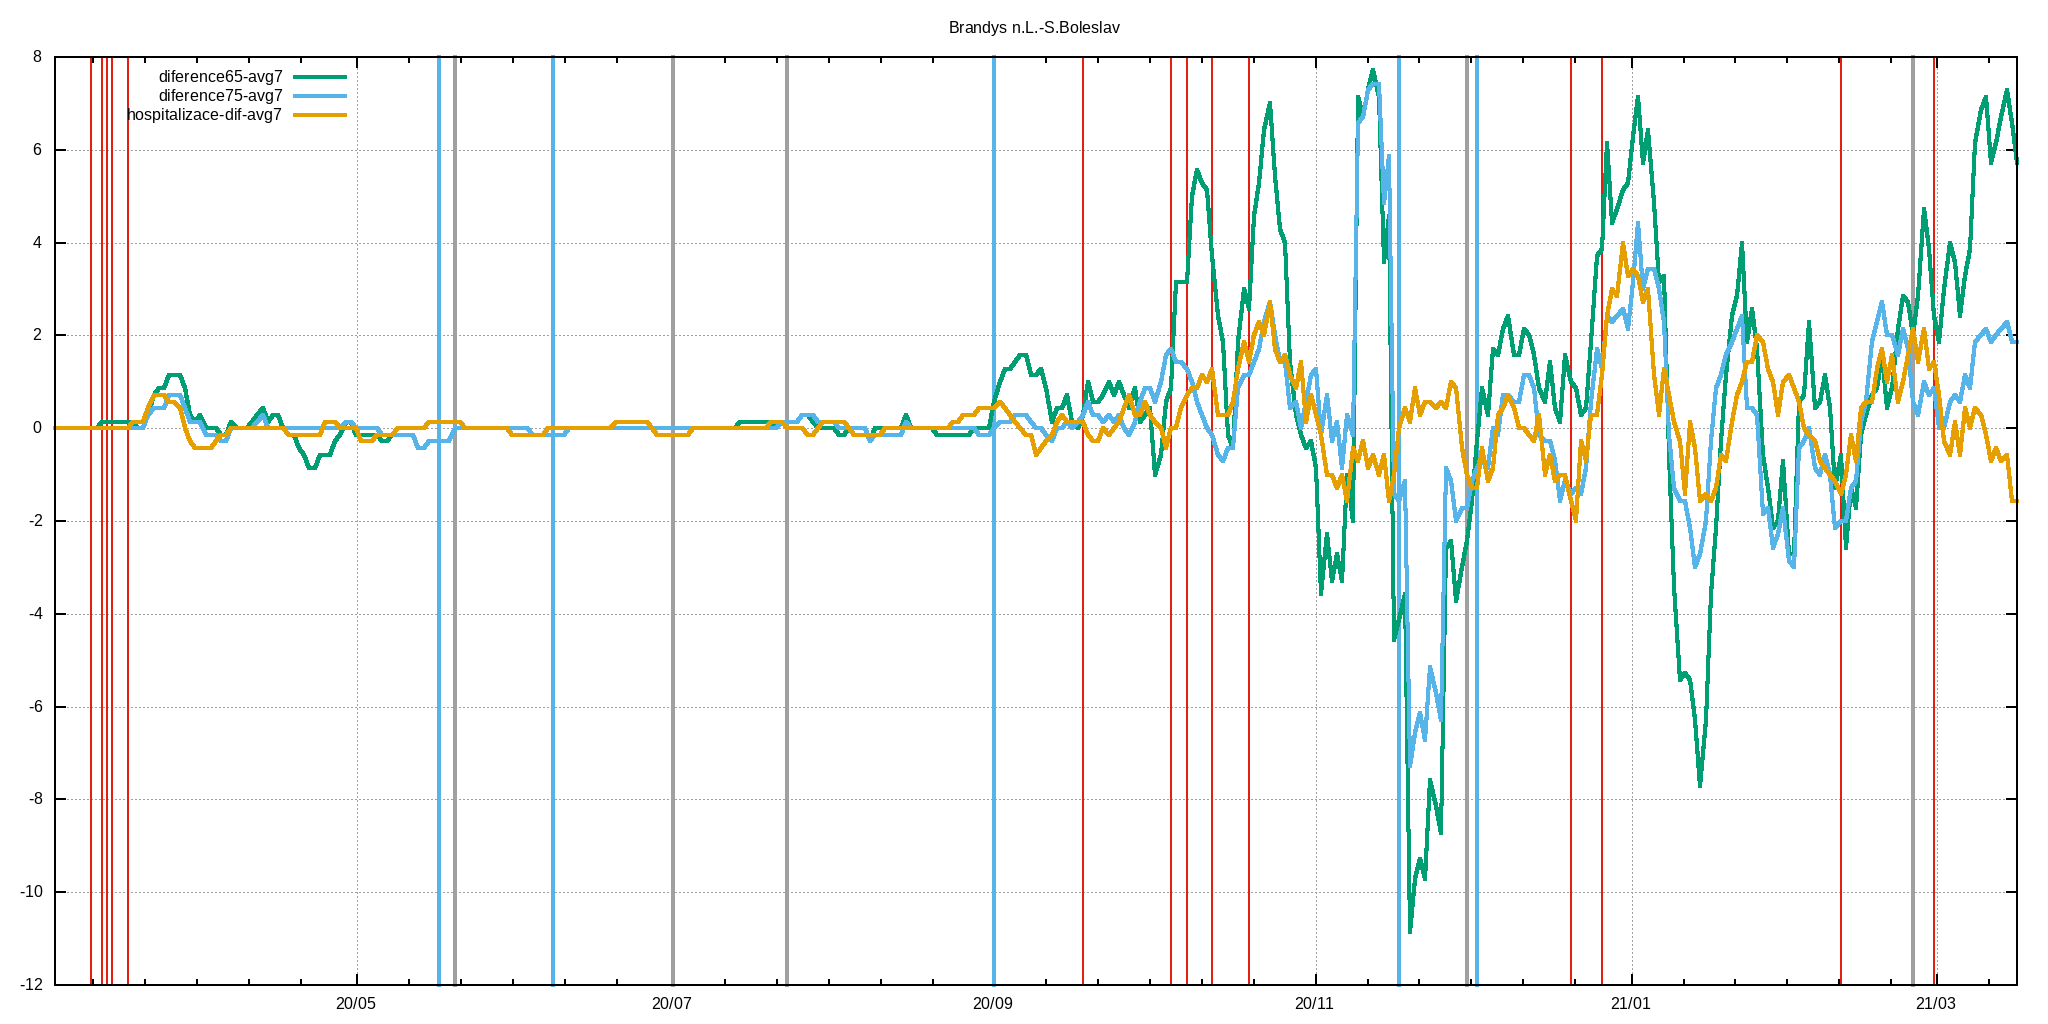 Brandys n.L.-S.Boleslav
diference65-avg7
diference75-avg7
hospitalizace-dif-avg7
8
6
4
2
0
-2
-4
-6
-8
-10
-12
20/05 20/07 20/09 20/11 21/01 21/03